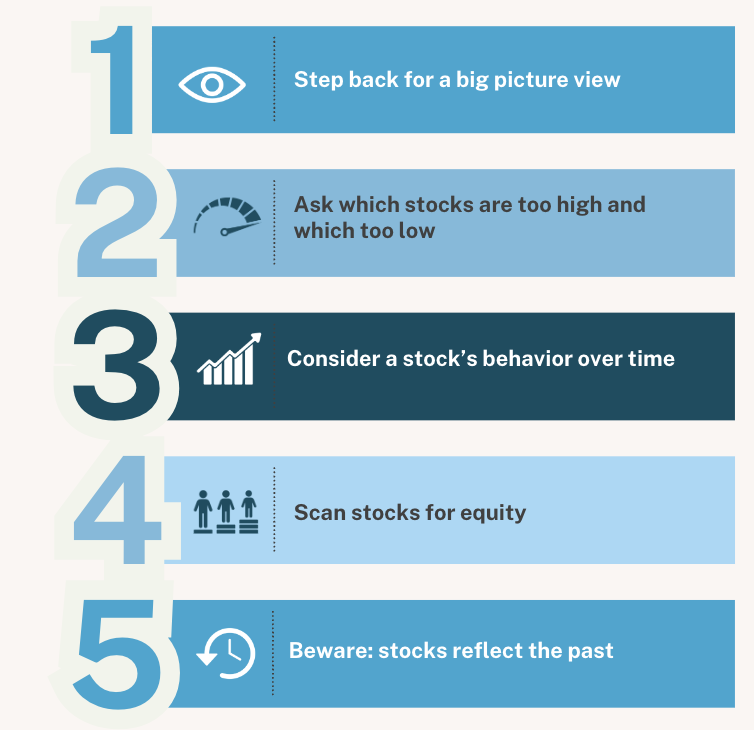 1
Step back for a big picture view
2
Ask which stocks are too high and
which too low
3
Consider a stock’s behavior over time
4
Scan stocks for equity
5
Beware: stocks reflect the past